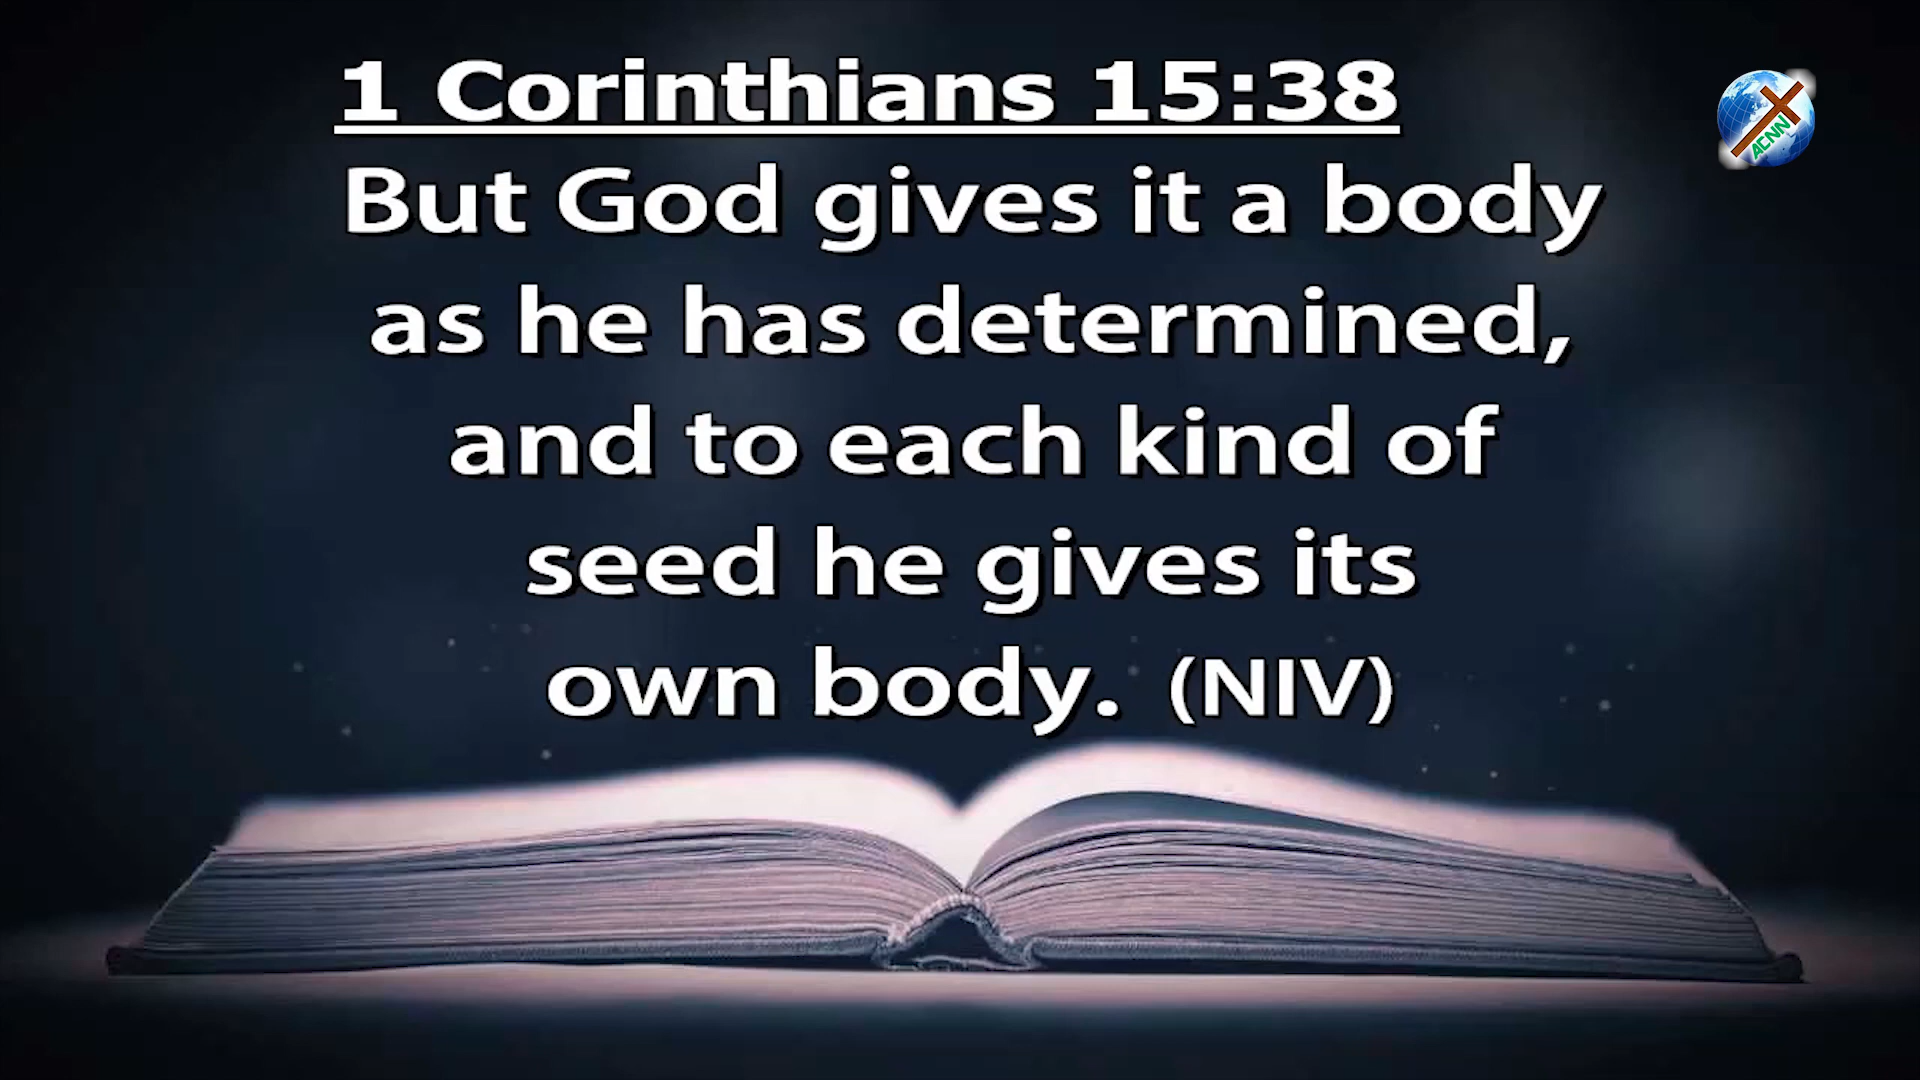 1 Corinthians 15:38
But God gives it a body
as he has determined,
and to each kind of
seed he gives its
own body. (NIV)
ACNN